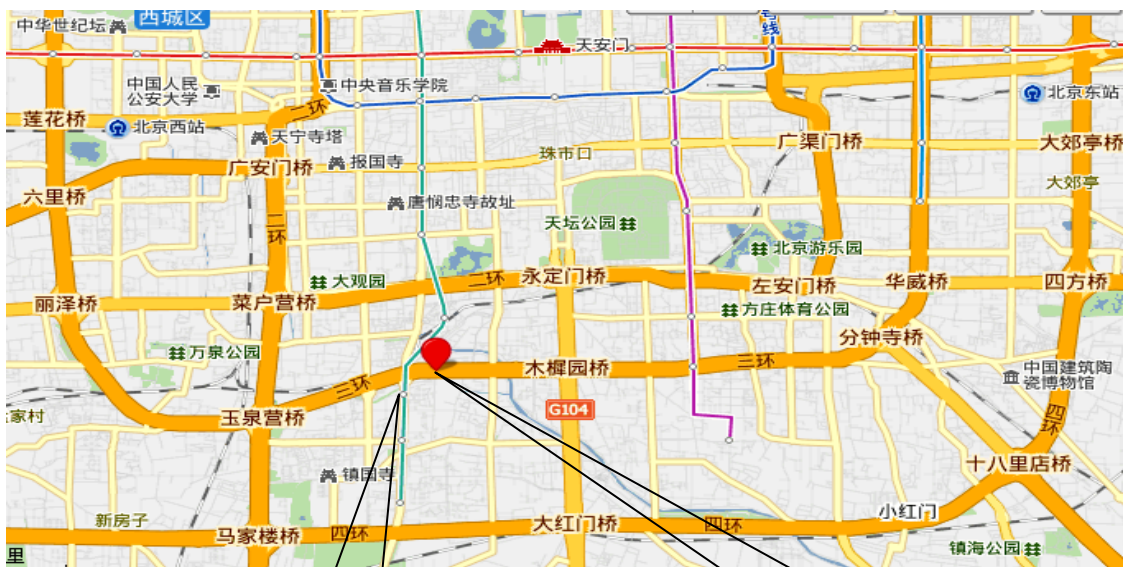 西城区
中华世纪坛
号线
天安门
中国人民
公安大学
中央音乐学院
北京东站
二环
莲花桥
北京西站
天宁寺塔
广渠门桥
大郊亭桥
珠市口
报国寺
广安门桥
六里桥
大郊亭
唐悯忠寺故址
天坛公园
二环
北京游乐园
大观园
二环
永定门桥
左安门桥
华威桥
四方桥
丽泽桥
菜户营桥
方庄体育公园
分钟寺桥
万泉公园
木樨园桥
三环
三环
中国建筑陶
瓷博物馆
家村
玉泉营桥
G104
四环
十八里店桥
镇国寺
小红门
新房子
马家楼桥
四环
大红门桥
四环
镇海公园
里